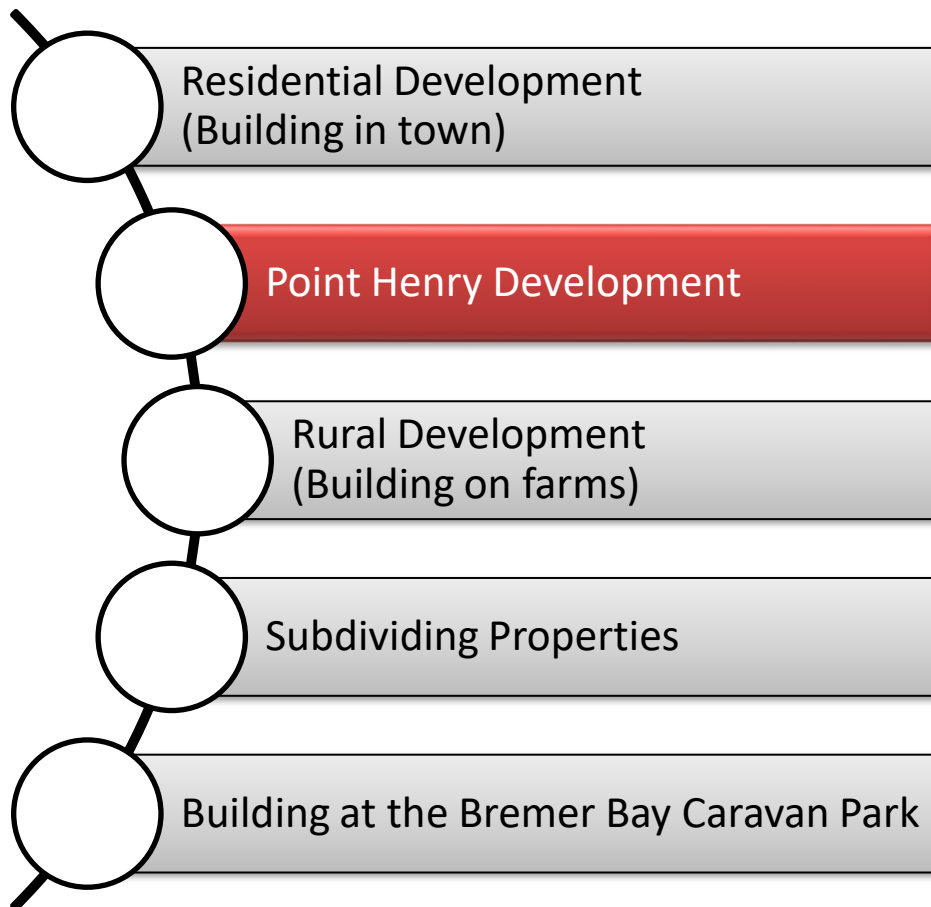 Residential Development
(Building in town)
Point Henry Development
Rural Development
(Building on farms)
Subdividing Properties
Building at the Bremer Bay Caravan Park